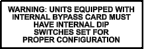 WARNING: UNITS EQUIPPED WITH
INTERNAL BYPASS CARD MUST
HAVE INTERNAL DIP
SWITCHES SET FOR
PROPER CONFIGURATION